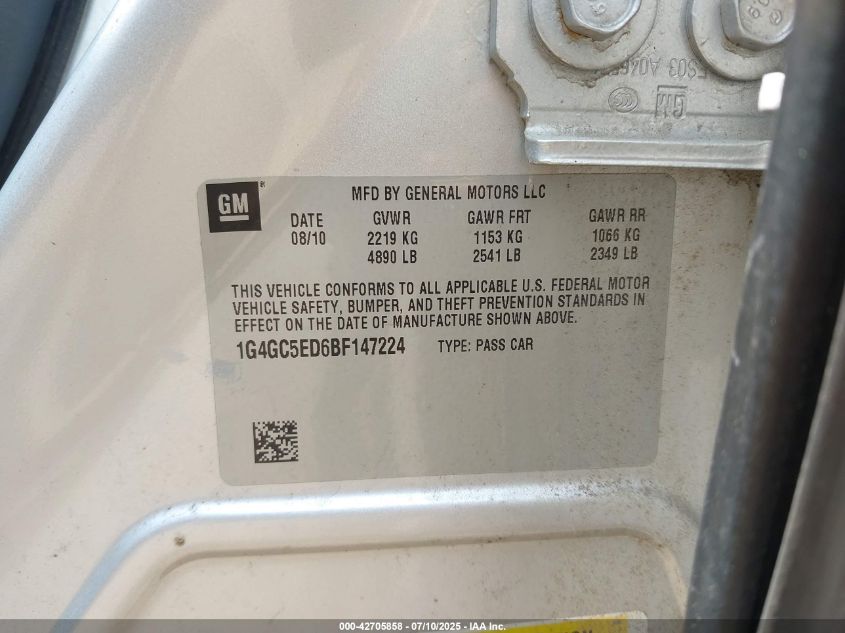 GM
MFD BY GENERAL MOTORS LLC
DATE GVWR GAWR FRT GAWR RR
08/10 2219 KG 1153 KG 1066 KG
4890 LB 2541 LB 2349 LB
THIS VEHICLE CONFORMS TO ALL APPLICABLE U.S. FEDERAL MOTOR
VEHICLE SAFETY, BUMPER, AND THEFT PREVENTION STANDARDS IN
EFFECT ON THE DATE OF MANUFACTURE SHOWN ABOVE.
1G4GC5ED6BF147224 TYPE: PASS CAR
GM
000-42705858 - 07/10/2025 - IAA Inc.